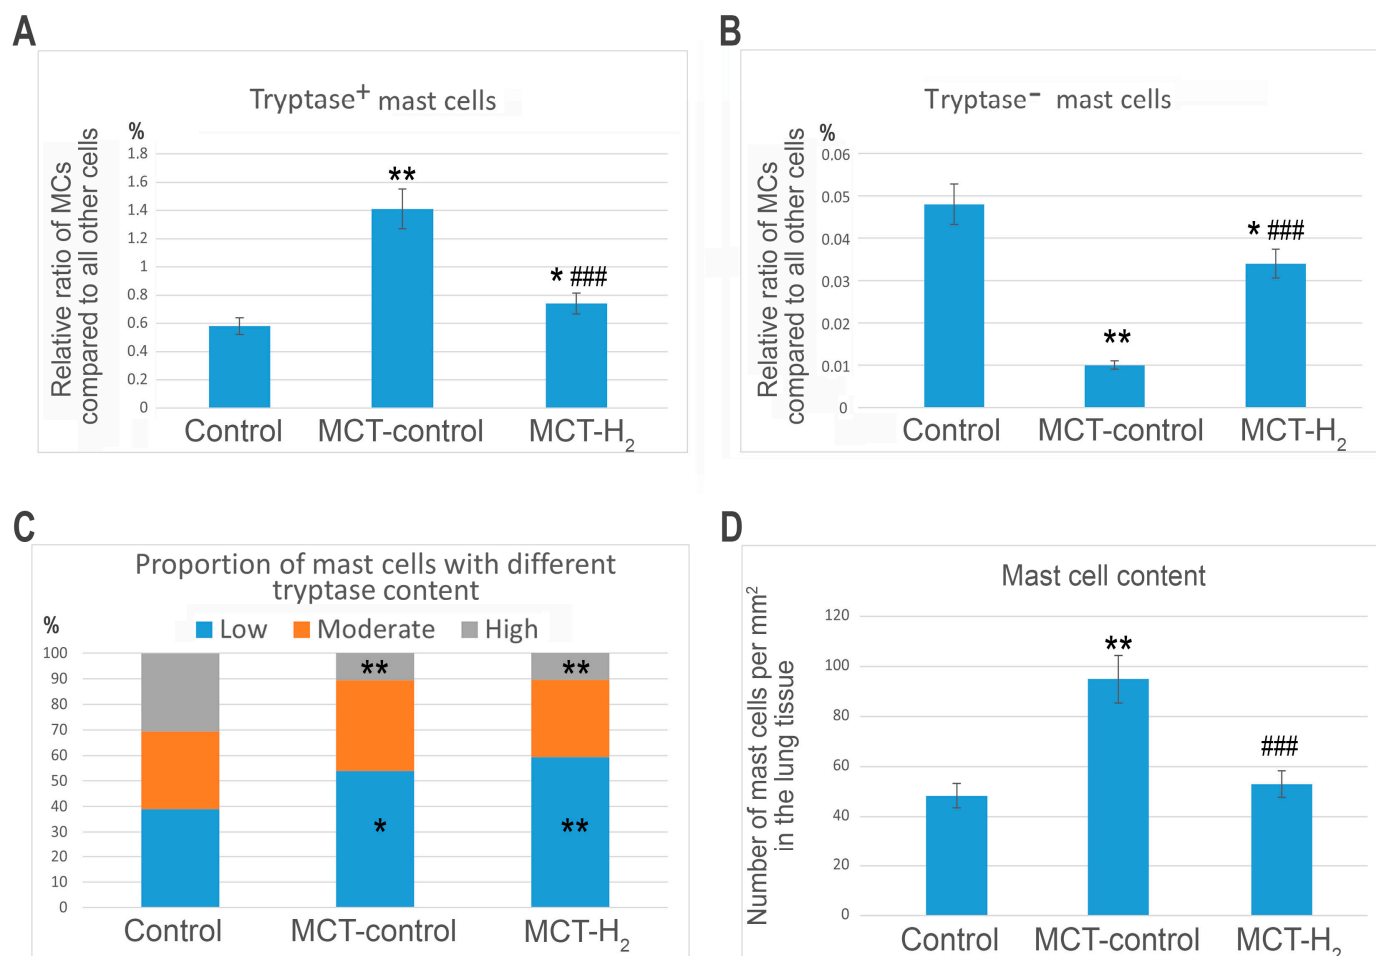 A
Tryptase+ mast cells
%
Relative ratio of MCs
compared to all other cells
1.8
1.6
1.4
1.2
1
0.8
0.6
0.4
0.2
0
**
* ###
Control MCT-control MCT-H2
B
Tryptase- mast cells
%
Relative ratio of MCs
compared to all other cells
0.06
0.05
0.04
0.03
0.02
0.01
0
**
* ###
Control MCT-control MCT-H2
C
Proportion of mast cells with different
tryptase content
Low Moderate High
%
100
90
80
70
60
50
40
30
20
10
0
** **
* **
Control MCT-control MCT-H2
D
Mast cell content
Number of mast cells per mm2
in the lung tissue
120
100
80
60
40
20
0
**
###
Control MCT-control MCT-H2